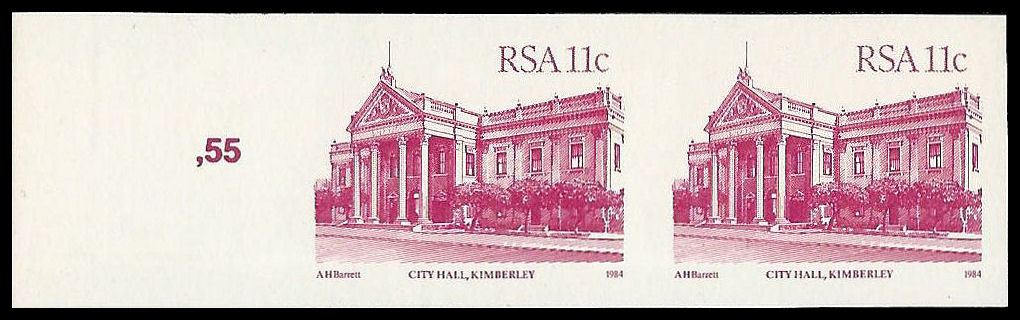 ,55
RSA 11c
AHBarrett CITY HALL, KIMBERLEY 1984
RSA 11c
AHBarrett CITY HALL, KIMBERLEY 1984